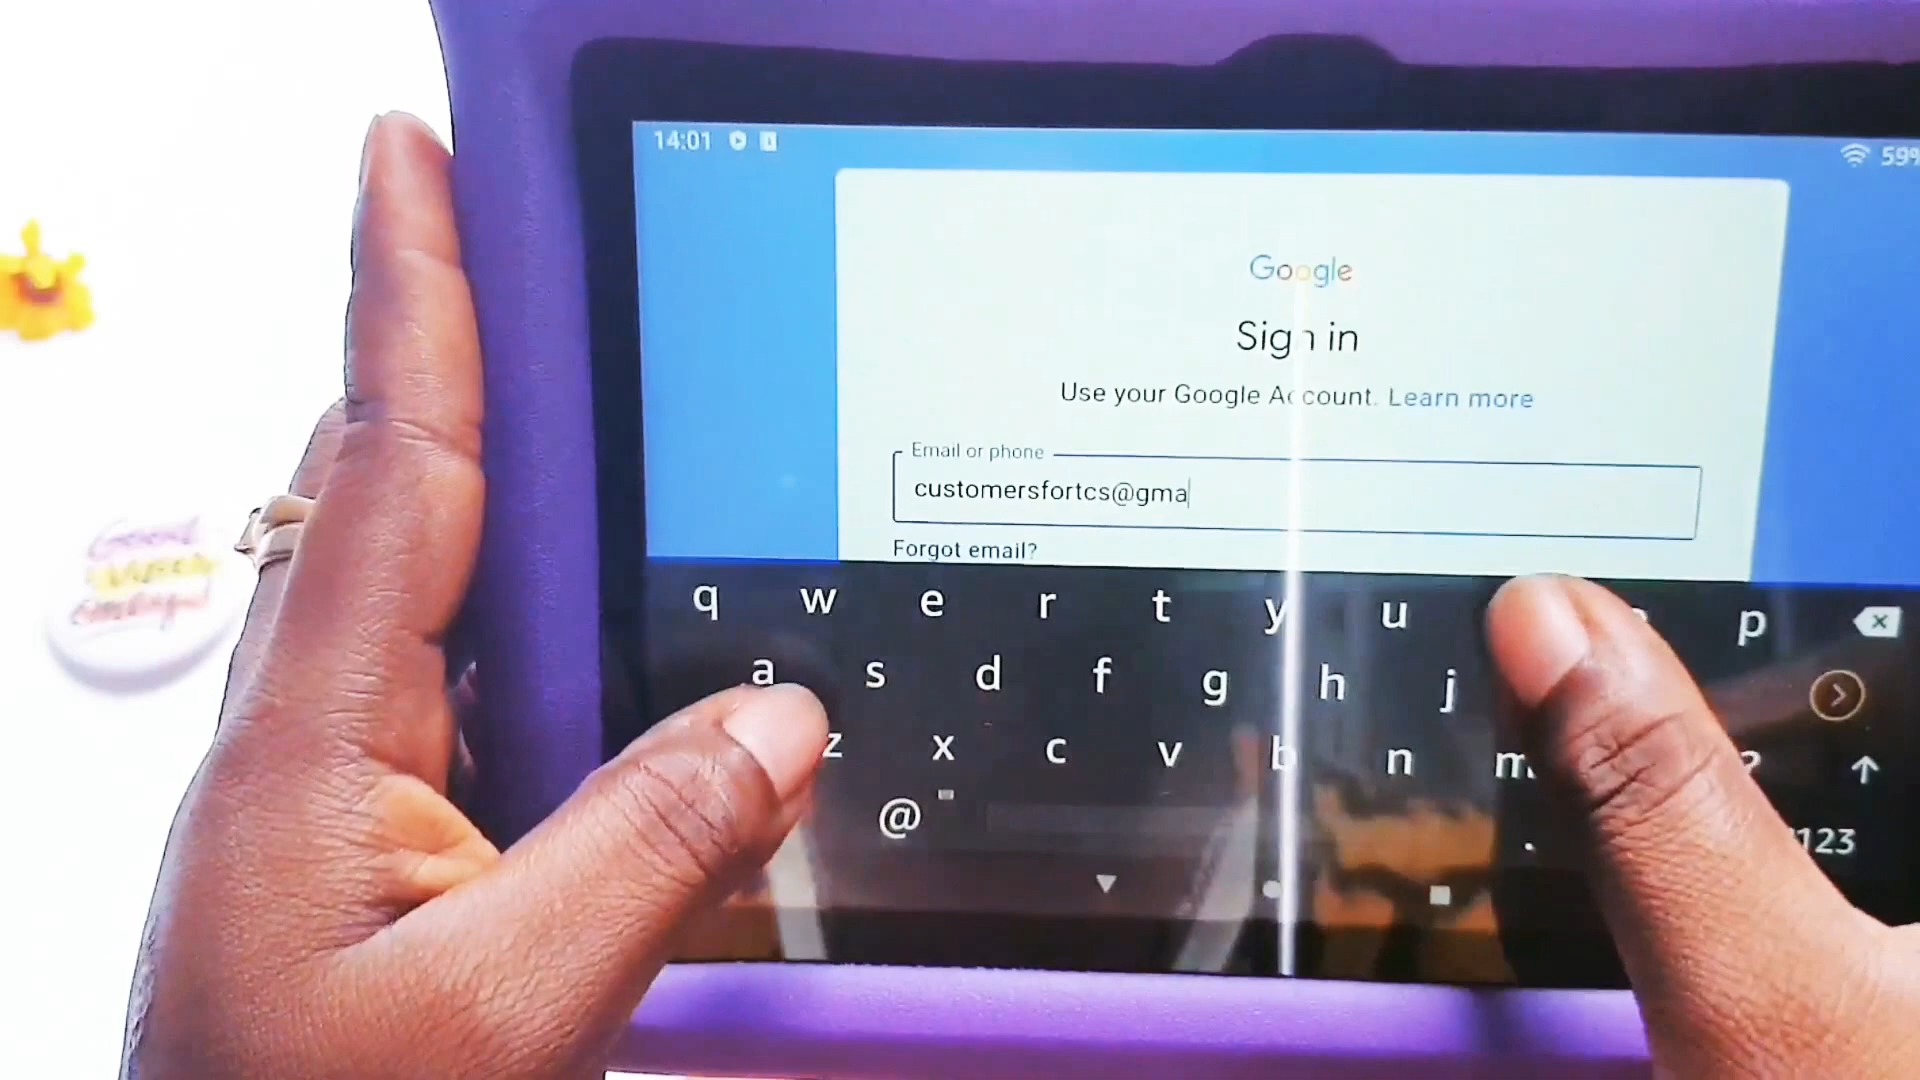 14:01
59%
Google
Sign in
Use your Google Account. Learn more
Email or phone
customersfortcs@gma
Forgot email?
q w e r t y u p
a s d f g h j
z x c v b n m ?
@ . 123